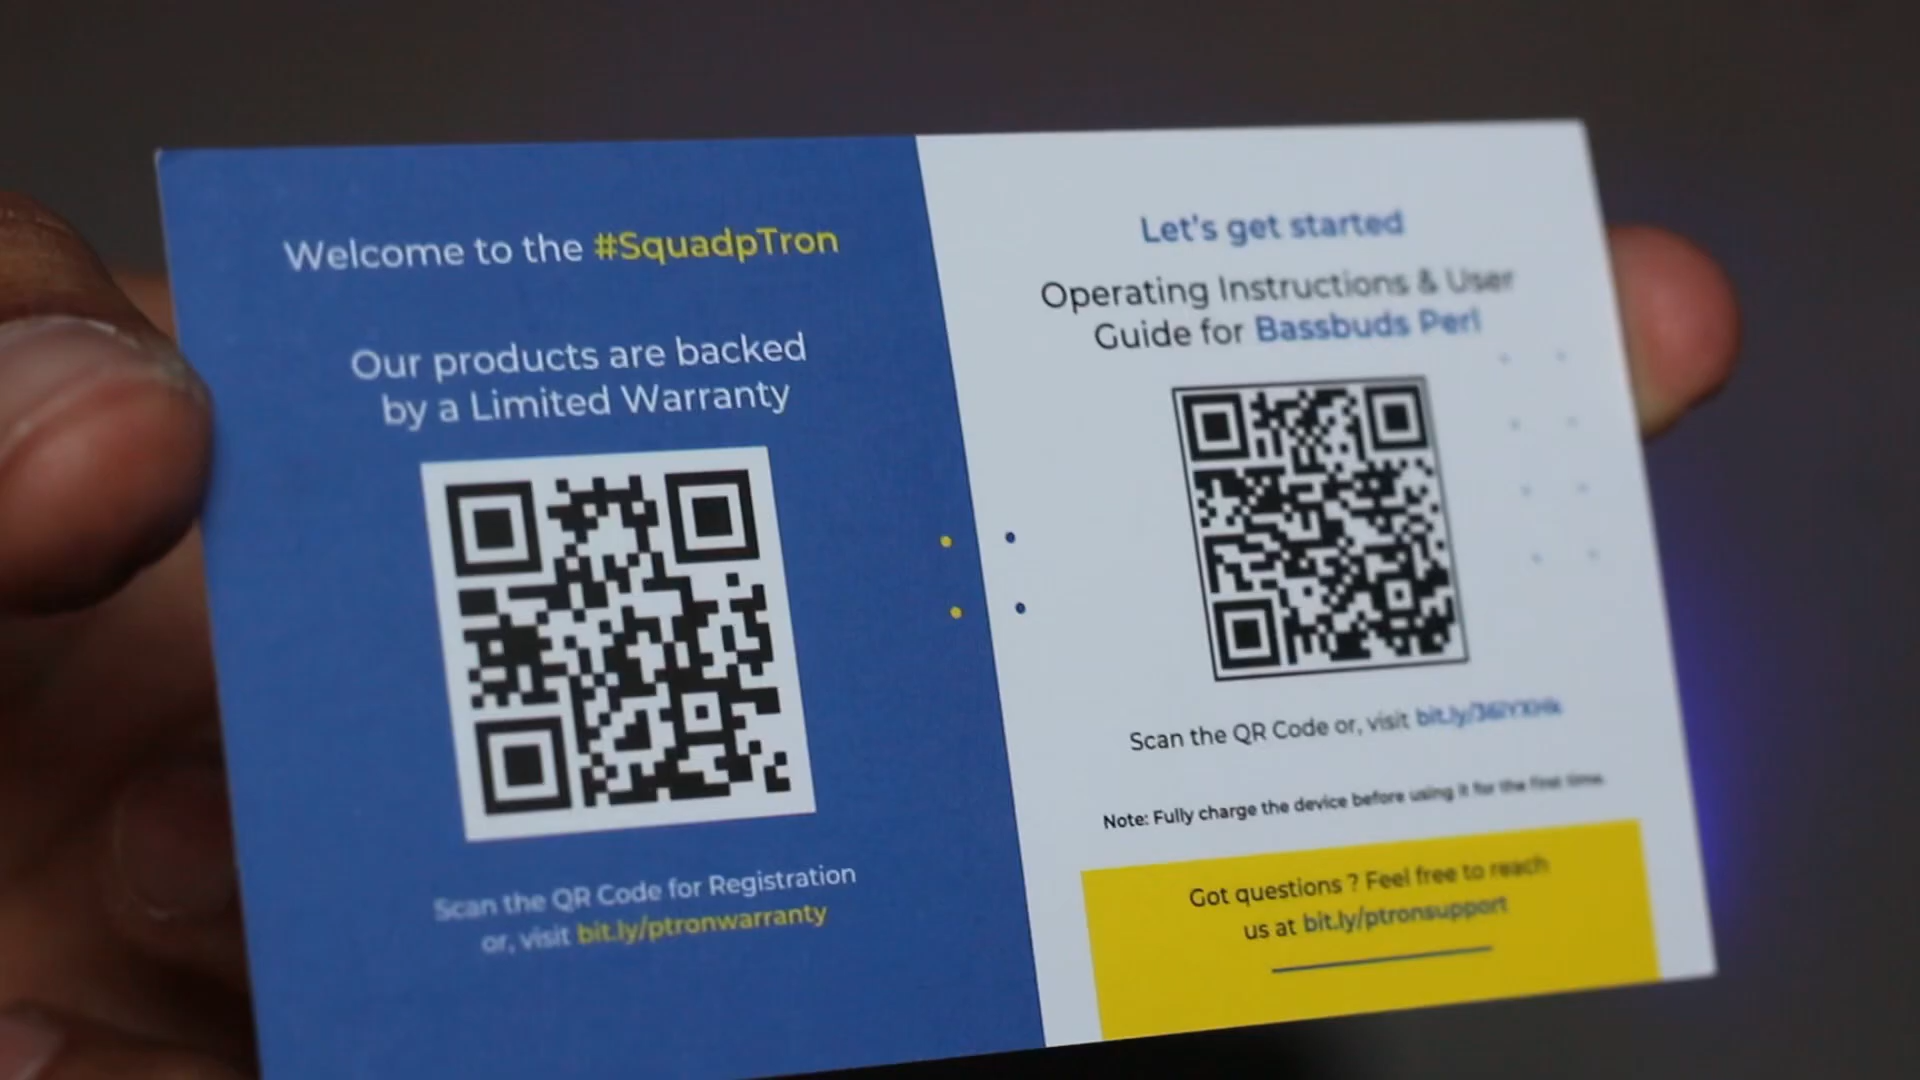 Welcome to the #SquadpTron
Our products are backed
by a Limited Warranty
Scan the QR Code for Registration
or, visit bit.ly/ptronwarranty
Let's get started
Operating Instructions & User
Guide for Bassbuds Perl
Scan the QR Code or, visit
Note: Fully charge the device before using it for the first time.
Got questions ? Feel free to reach
us at bit.ly/ptronsupport